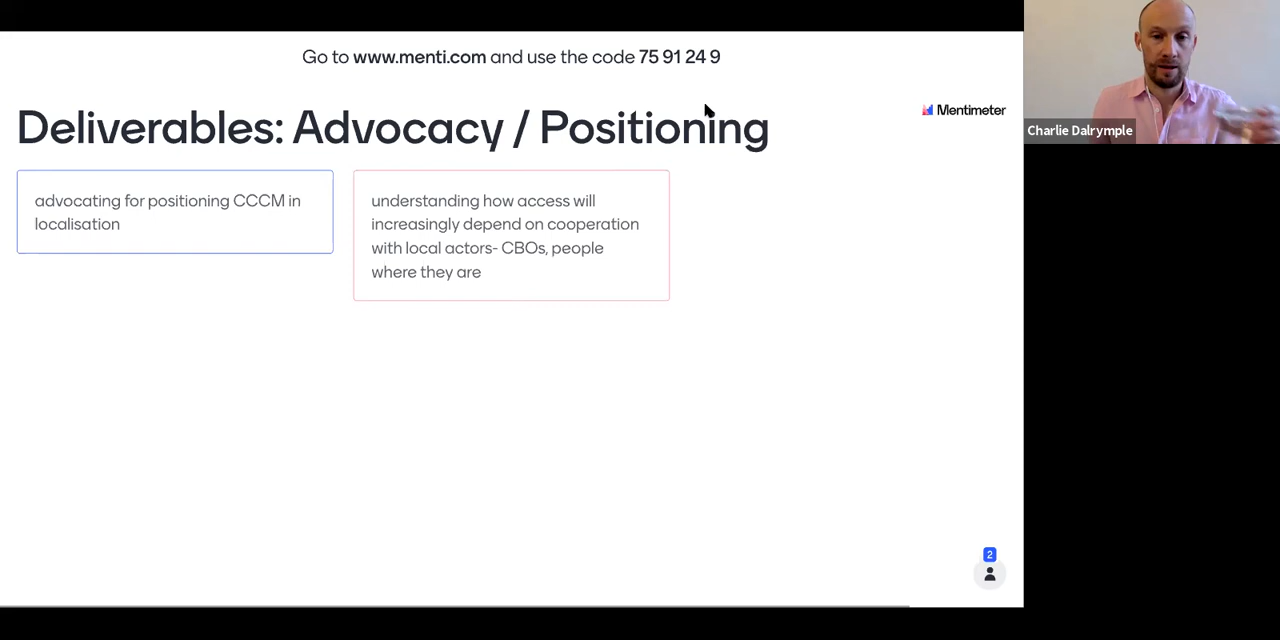 Go to www.menti.com and use the code 75 91 24 9
Mentimeter
Deliverables: Advocacy / Positioning
Charlie Dalrymple
advocating for positioning CCCM in
localisation
understanding how access will
increasingly depend on cooperation
with local actors- CBOs, people
where they are
2